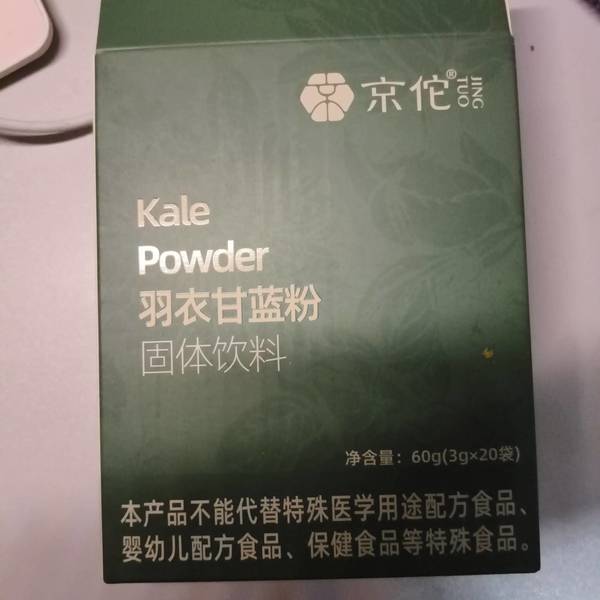 京佗®
JING
TUO
Kale
Powder
羽衣甘蓝粉
固体饮料
净含量：60g(3g×20袋)
本产品不能代替特殊医学用途配方食品、
婴幼儿配方食品、保健食品等特殊食品。